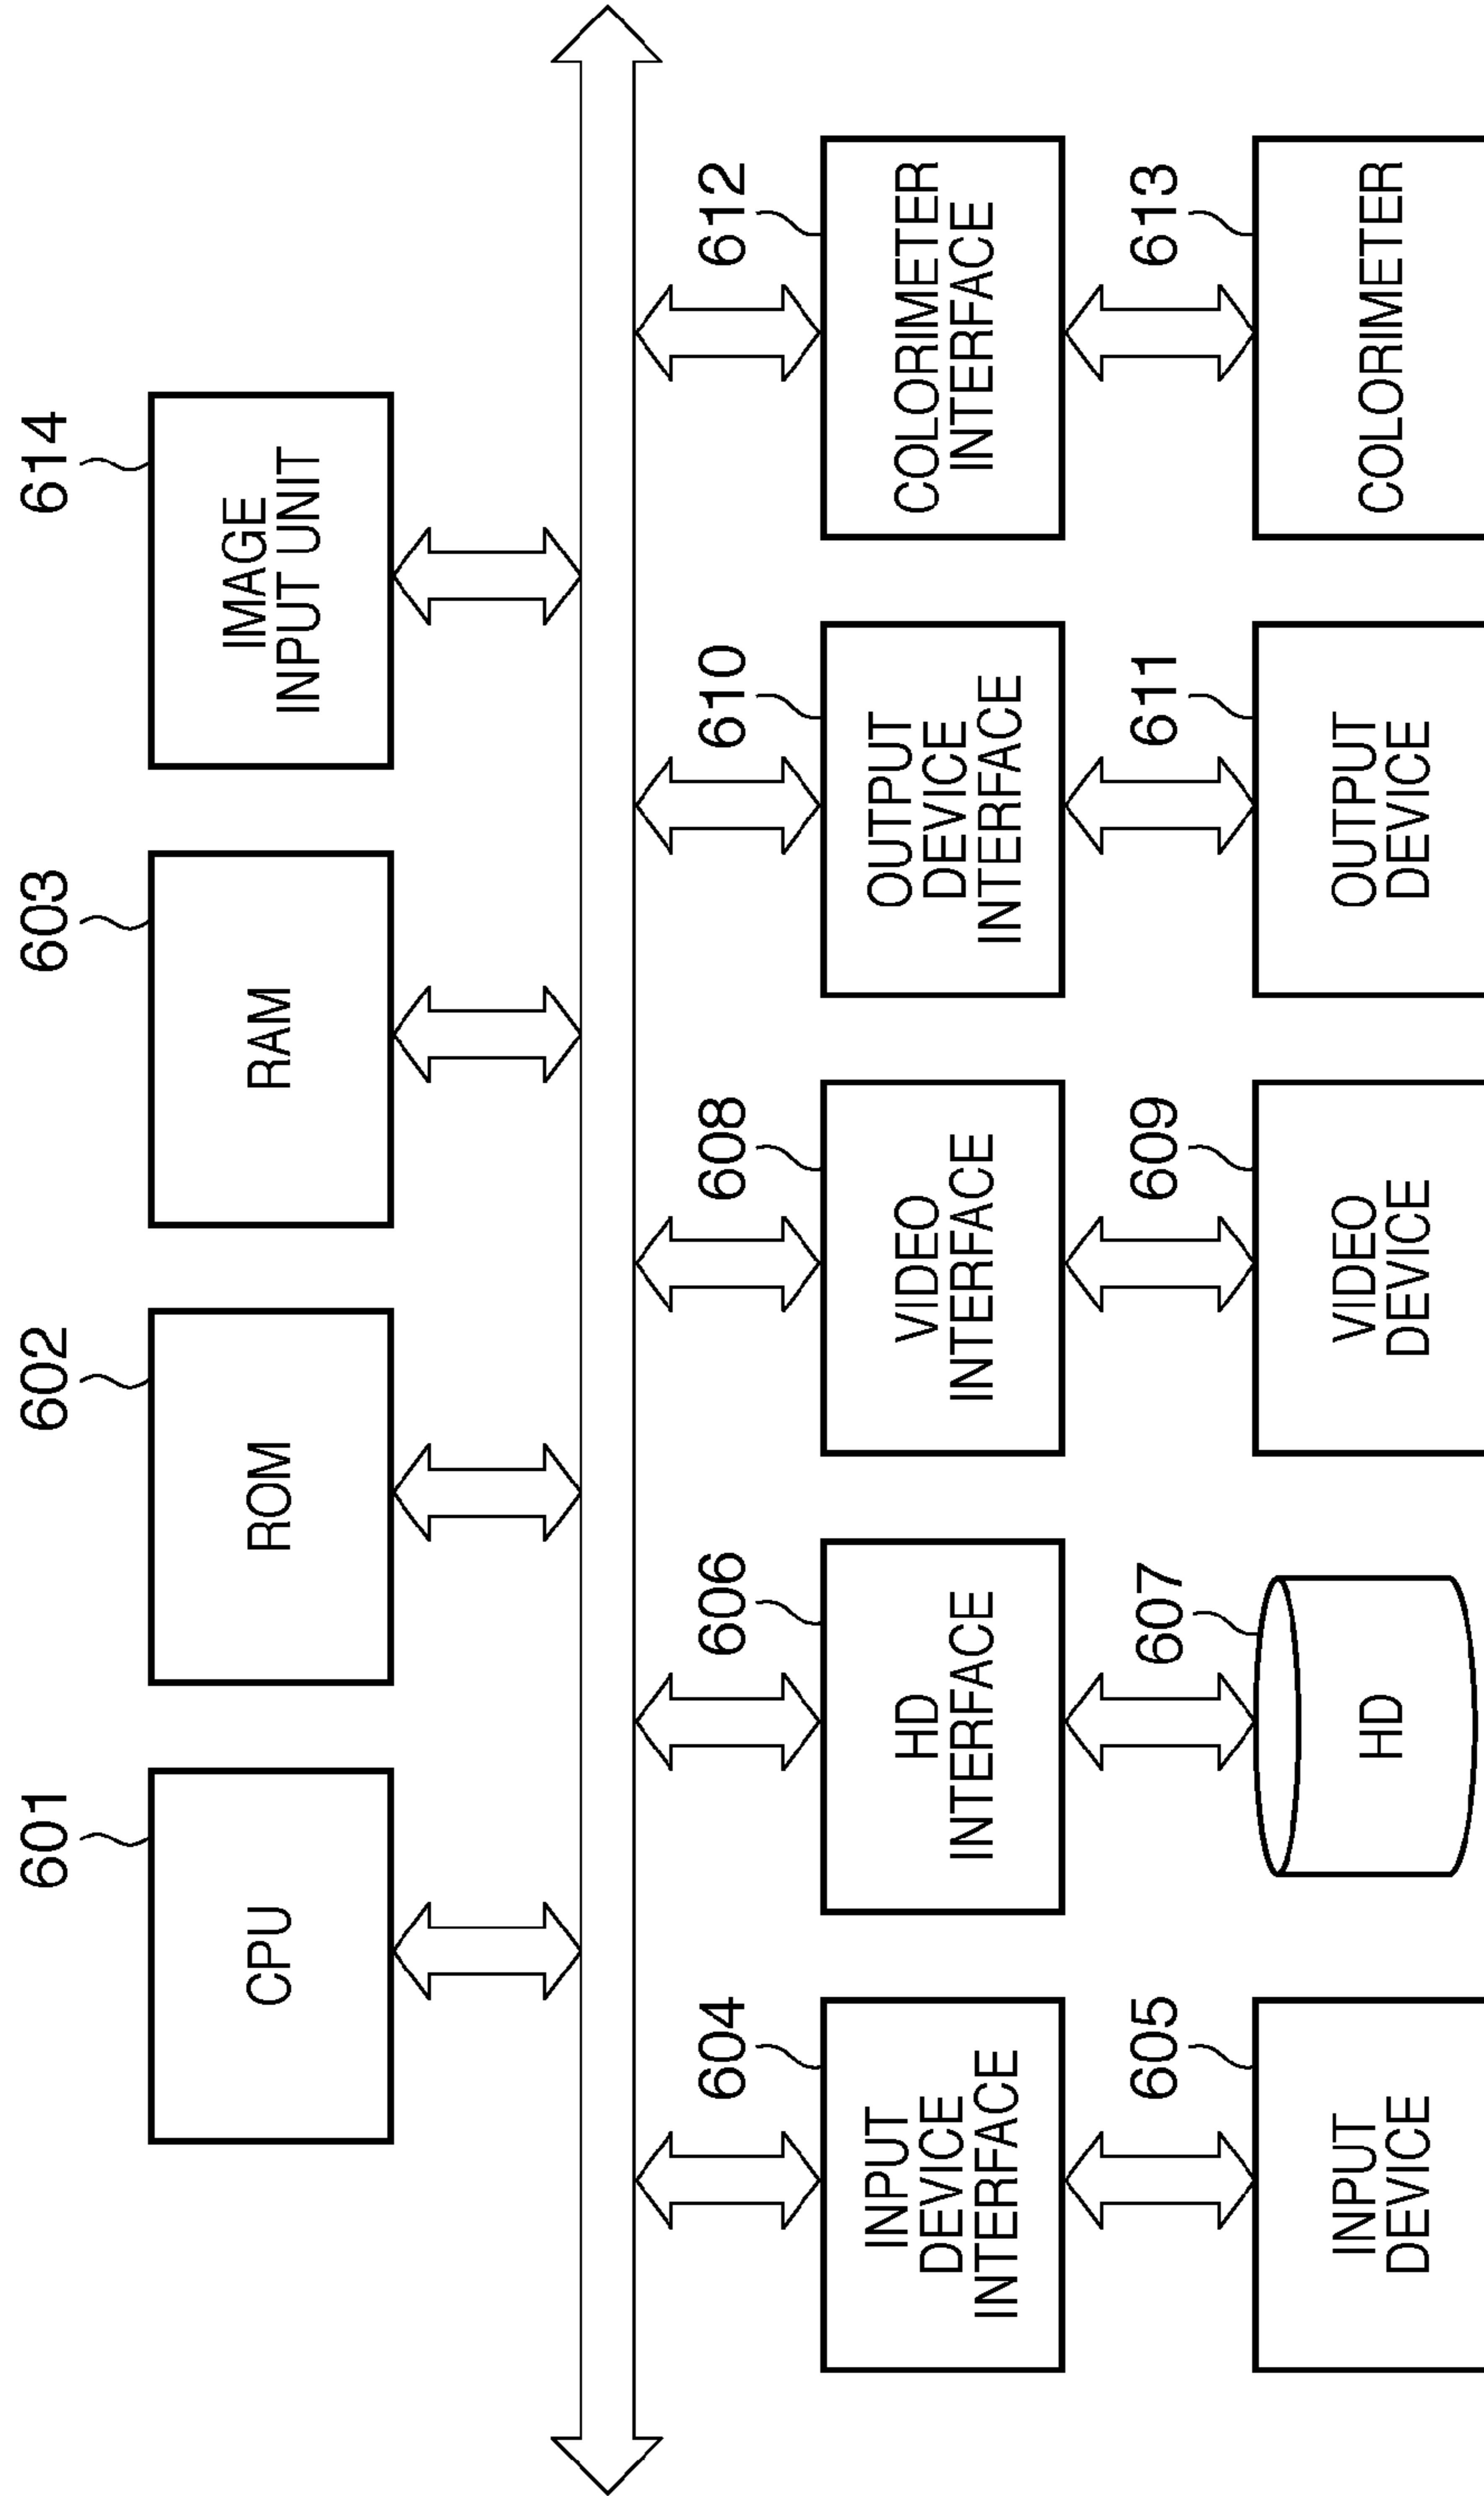 601
CPU
602
ROM
603
RAM
614
IMAGE
INPUT UNIT
604
INPUT
DEVICE
INTERFACE
606
HD
INTERFACE
608
VIDEO
INTERFACE
610
OUTPUT
DEVICE
INTERFACE
612
COLORIMETER
INTERFACE
605
INPUT
DEVICE
607
HD
609
VIDEO
DEVICE
611
OUTPUT
DEVICE
613
COLORIMETER